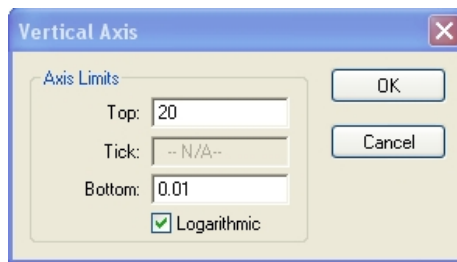 Vertical Axis
Axis Limits
Top: 20
OK
Tick: -- N/A--
Cancel
Bottom: 0.01
Logarithmic